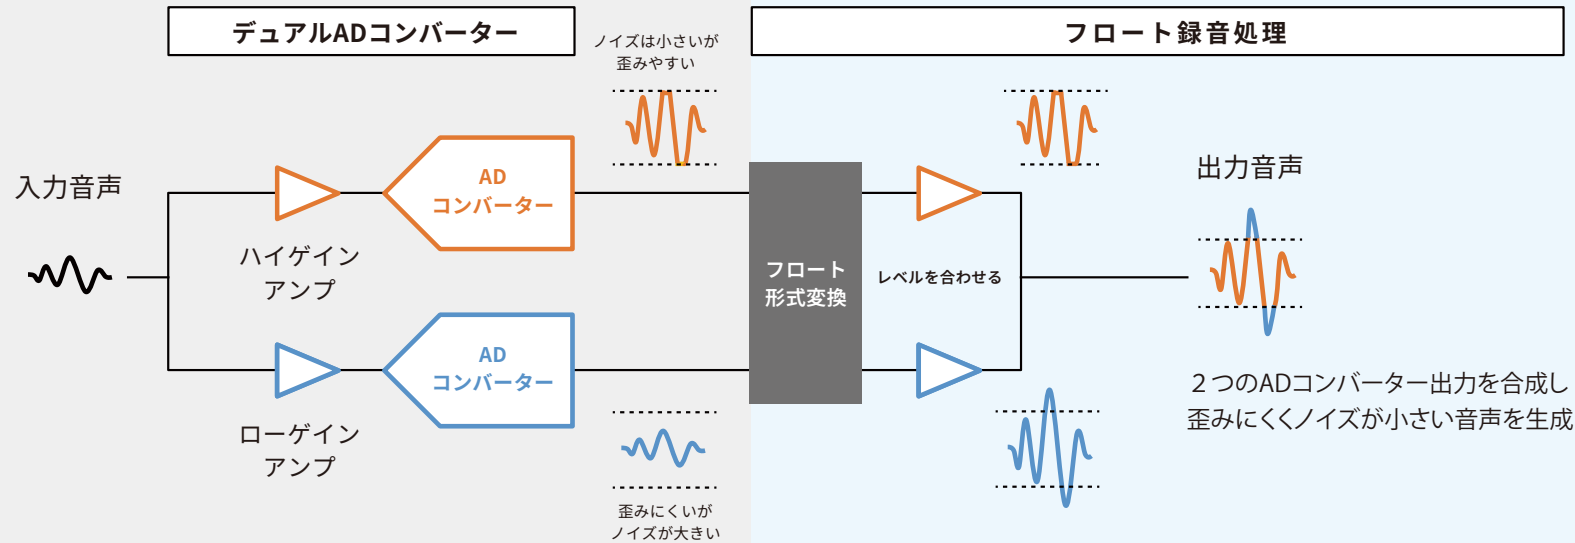 デュアルADコンバーター
フロート録音処理
ノイズは小さいが
歪みやすい
入力音声
AD
コンバーター
ハイゲイン
アンプ
フロート
形式変換
レベルを合わせる
出力音声
AD
コンバーター
ローゲイン
アンプ
歪みにくいが
ノイズが大きい
２つのADコンバーター出力を合成し
歪みにくくノイズが小さい音声を生成